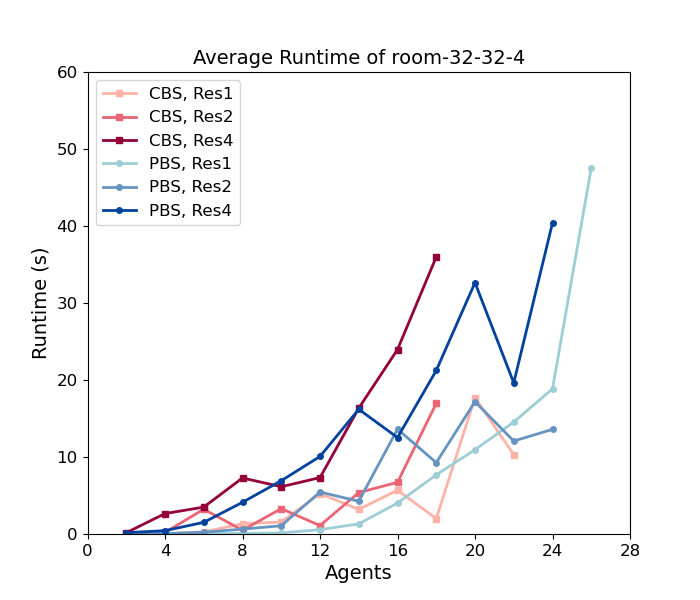 Average Runtime of room-32-32-4
CBS, Res1
CBS, Res2
CBS, Res4
PBS, Res1
PBS, Res2
PBS, Res4
Runtime (s)
60
50
40
30
20
10
0
0 4 8 12 16 20 24 28
Agents